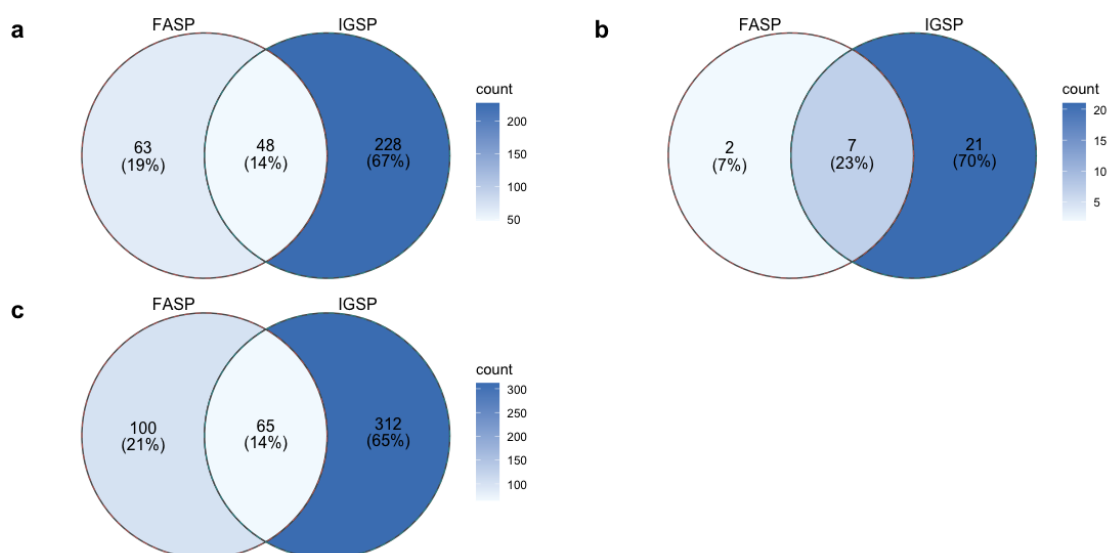 a
FASP
IGSP
63
(19%)
48
(14%)
228
(67%)
count
200
150
100
50
b
FASP
IGSP
2
(7%)
7
(23%)
21
(70%)
count
20
15
10
5
c
FASP
IGSP
100
(21%)
65
(14%)
312
(65%)
count
300
250
200
150
100